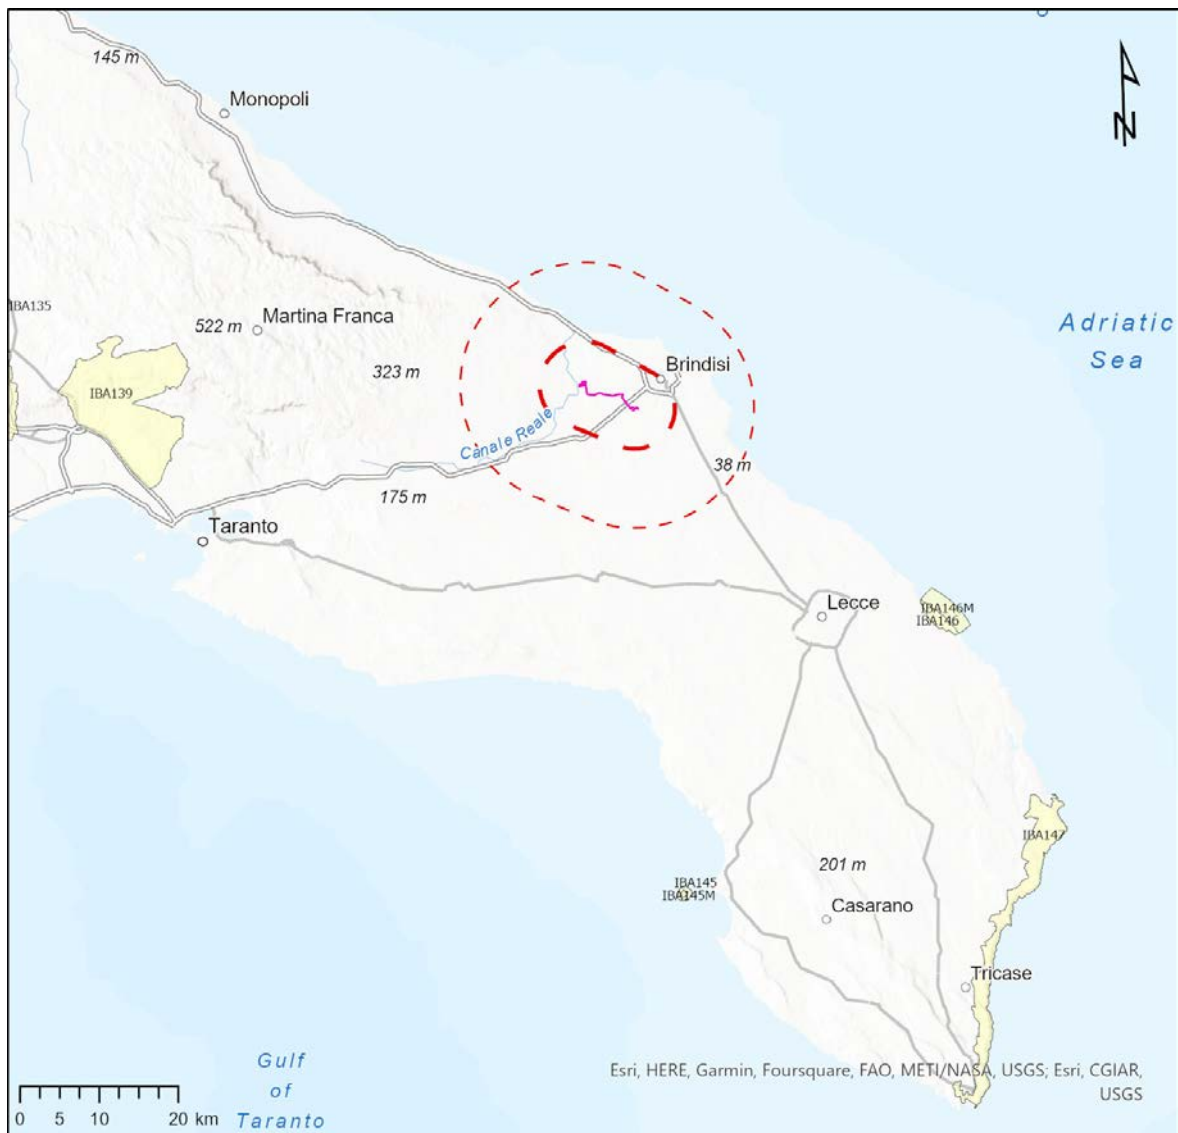 145 m
Monopoli
N
IBA135
Martina Franca
522 m
Adriatic
Sea
Brindisi
323 m
IBA139
Canale Reale
38 m
175 m
Taranto
Lecce
IBA146M
IBA146
IBA147
201 m
IBA145
IBA145M
Casarano
Tricase
Gulf
of
Taranto
Esri, HERE, Garmin, Foursquare, FAO, METI/NASA, USGS; Esri, CGIAR,
USGS
0 5 10 20 km